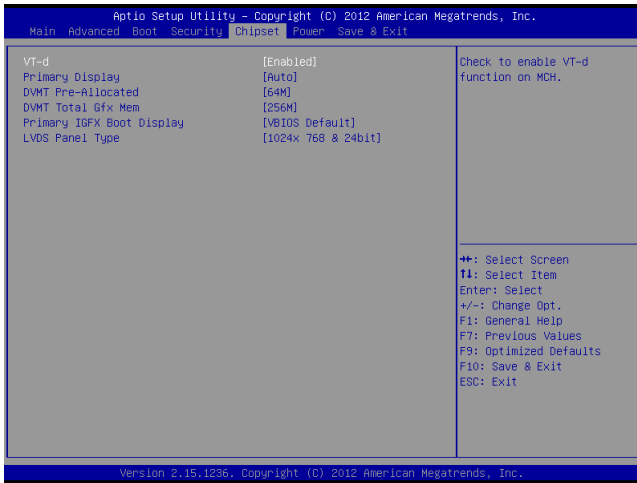 Aptio Setup Utility – Copyright (C) 2012 American Megatrends, Inc.
Main Advanced Boot Security Chipset Power Save & Exit
VT-d [Enabled]
Primary Display [Auto]
DVMT Pre-Allocated [64M]
DVMT Total Gfx Mem [256M]
Primary IGFX Boot Display [VBIOS Default]
LVDS Panel Type [1024x 768 & 24bit]
Check to enable VT-d
function on MCH.
→←: Select Screen
↑↓: Select Item
Enter: Select
+/-: Change Opt.
F1: General Help
F7: Previous Values
F9: Optimized Defaults
F10: Save & Exit
ESC: Exit
Version 2.15.1236. Copyright (C) 2012 American Megatrends, Inc.